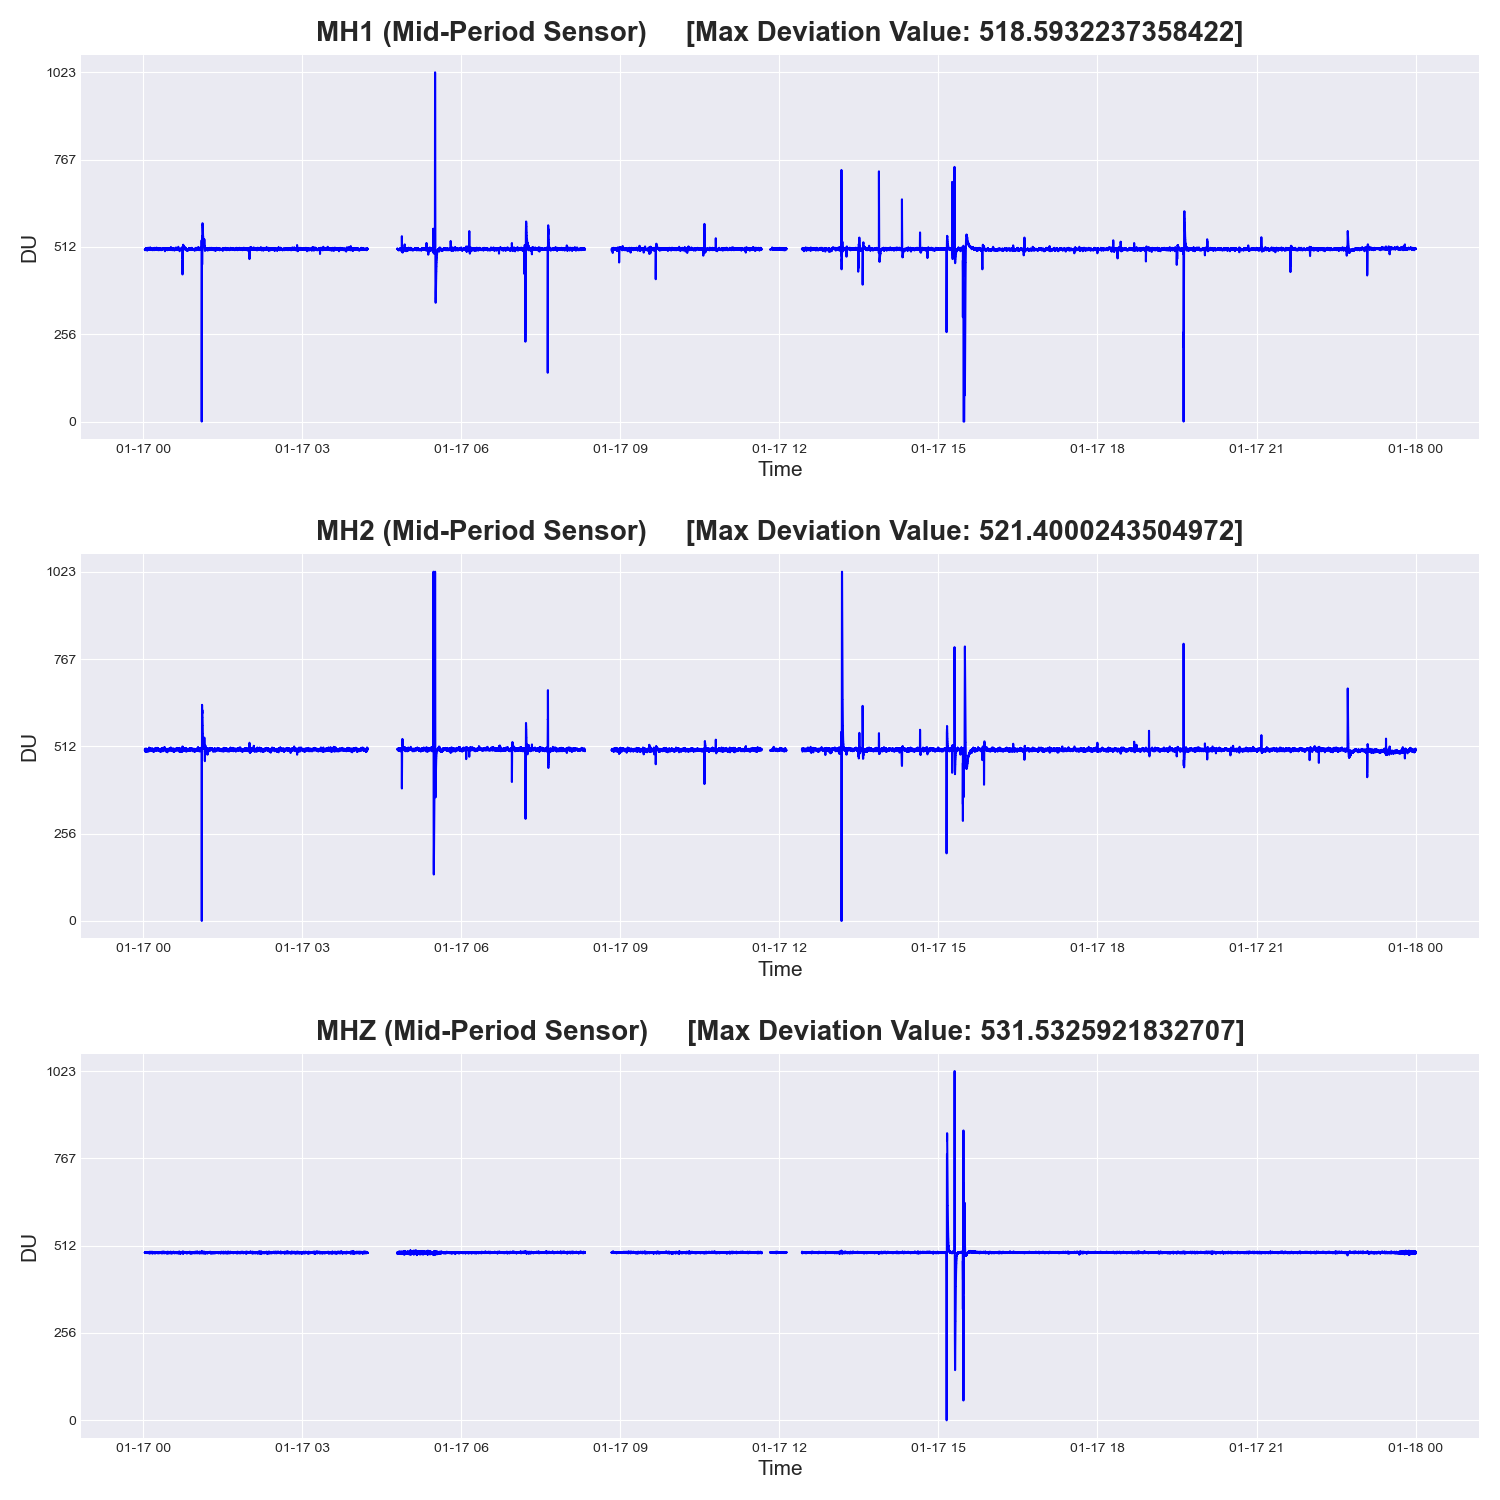 MH1 (Mid-Period Sensor) [Max Deviation Value: 518.5932237358422]
1023
767
512
256
0
DU
01-17 00 01-17 03 01-17 06 01-17 09 01-17 12 01-17 15 01-17 18 01-17 21 01-18 00
Time
MH2 (Mid-Period Sensor) [Max Deviation Value: 521.4000243504972]
1023
767
512
256
0
DU
01-17 00 01-17 03 01-17 06 01-17 09 01-17 12 01-17 15 01-17 18 01-17 21 01-18 00
Time
MHZ (Mid-Period Sensor) [Max Deviation Value: 531.5325921832707]
1023
767
512
256
0
DU
01-17 00 01-17 03 01-17 06 01-17 09 01-17 12 01-17 15 01-17 18 01-17 21 01-18 00
Time